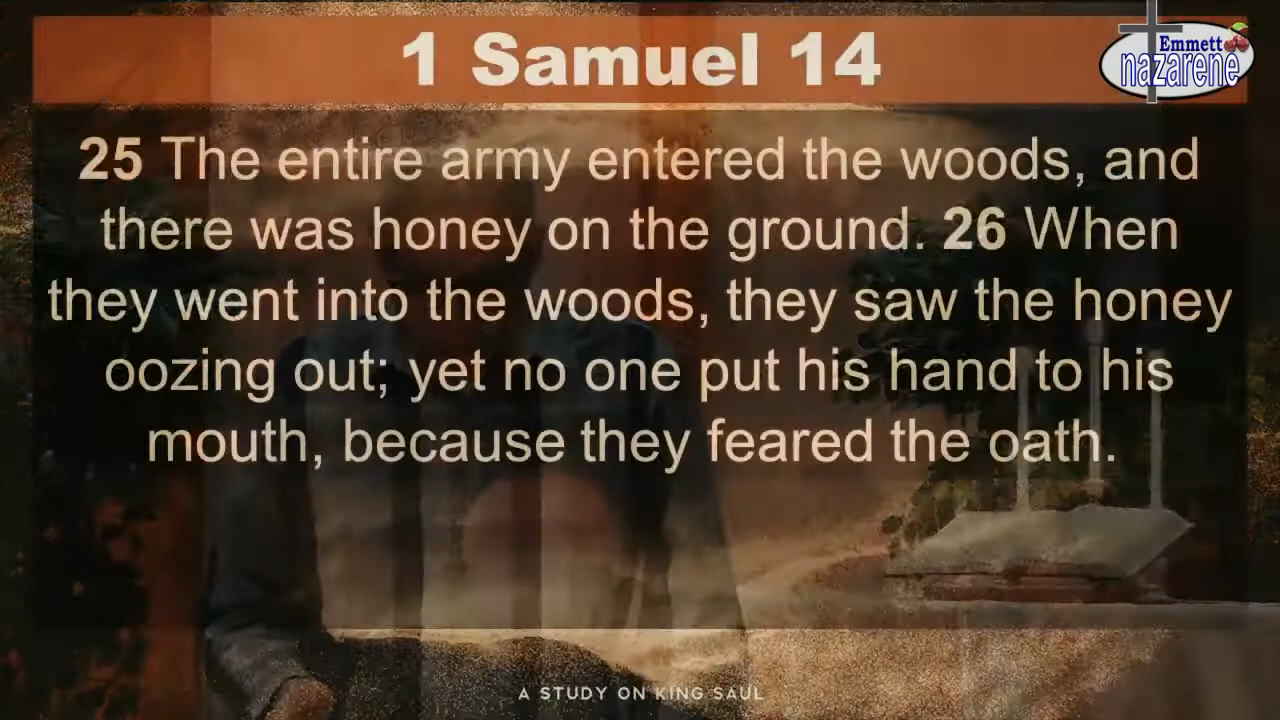 1 Samuel 14
Emmett
nazarene
25 The entire army entered the woods, and
there was honey on the ground. 26 When
they went into the woods, they saw the honey
oozing out; yet no one put his hand to his
mouth, because they feared the oath.
A STUDY ON KING SAUL